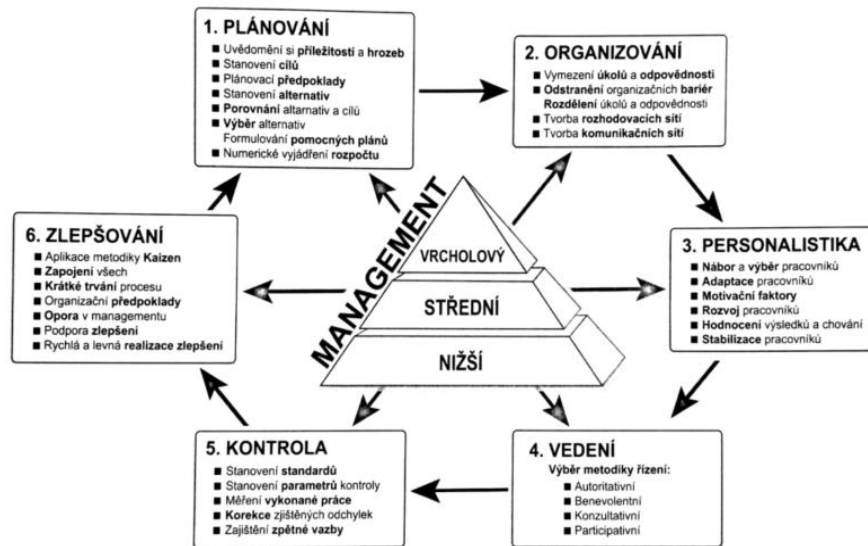 1. PLÁNOVÁNÍ
■ Uvědomění si příležitostí a hrozeb
■ Stanovení cílů
■ Plánovací předpoklady
■ Stanovení alternativ
■ Porovnání altarnativ a cílů
■ Výběr alternativ
Formulování pomocných plánů
■ Numerické vyjádření rozpočtu
2. ORGANIZOVÁNÍ
■ Vymezení úkolů a odpovědnosti
■ Odstranění organizačních bariér
Rozdělení úkolů a odpovědnosti
■ Tvorba rozhodovacích sítí
■ Tvorba komunikačních sítí
3. PERSONALISTIKA
■ Nábor a výběr pracovníků
■ Adaptace pracovníků
■ Motivační faktory
■ Rozvoj pracovníků
■ Hodnocení výsledků a chování
■ Stabilizace pracovníků
4. VEDENÍ
Výběr metodiky řízení:
■ Autoritativní
■ Benevolentní
■ Konzultativní
■ Participativní
5. KONTROLA
■ Stanovení standardů
■ Stanovení parametrů kontroly
■ Měření vykonané práce
■ Korekce zjištěných odchylek
■ Zajištění zpětné vazby
6. ZLEPŠOVÁNÍ
■ Aplikace metodiky Kaizen
■ Zapojení všech
■ Krátké trvání procesu
■ Organizační předpoklady
■ Opora v managementu
■ Podpora zlepšení
■ Rychlá a levná realizace zlepšení
MANAGEMENT
VRCHOLOVÝ
STŘEDNÍ
NIŽŠÍ